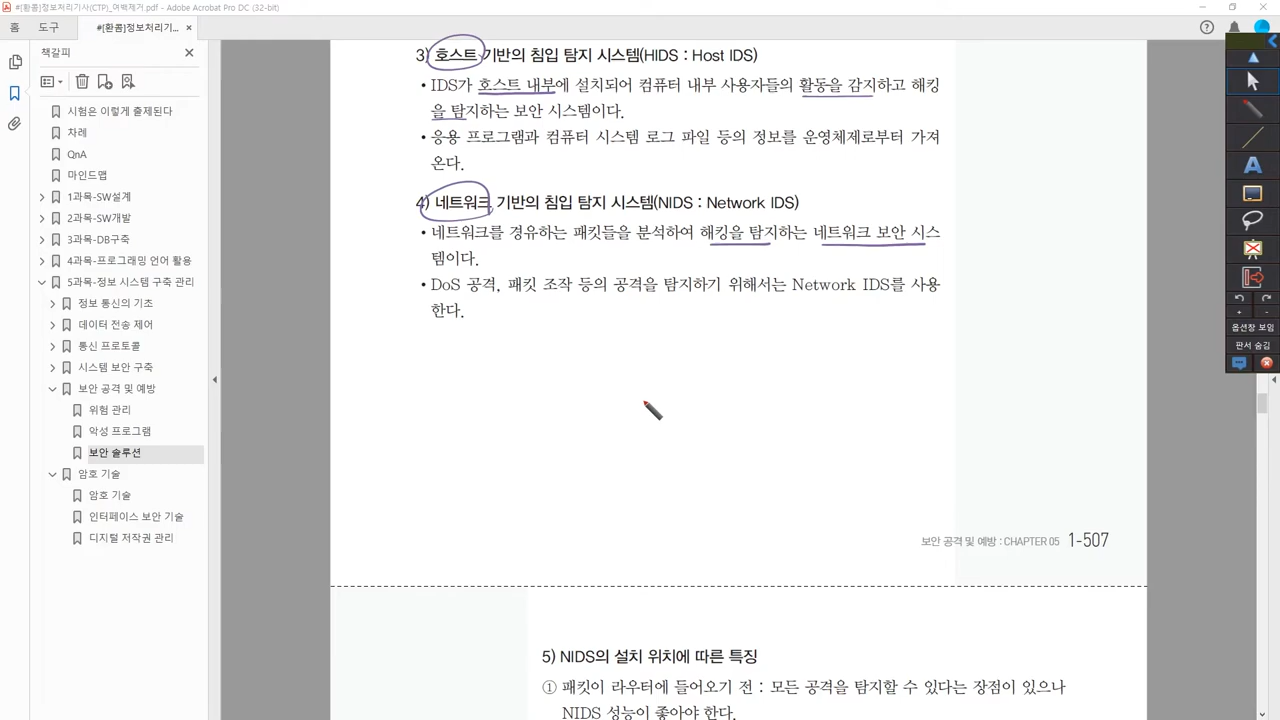 #[환콤]정보처리기사(CTP)_여백제거.pdf - Adobe Acrobat Pro DC (32-bit)
홈 도구 #[환콤]정보처리기... ×
책갈피
시험은 이렇게 출제된다
차례
QnA
마인드맵
1과목-SW설계
2과목-SW개발
3과목-DB구축
4과목-프로그래밍 언어 활용
5과목-정보 시스템 구축 관리
정보 통신의 기초
데이터 전송 제어
통신 프로토콜
시스템 보안 구축
보안 공격 및 예방
위험 관리
악성 프로그램
보안 솔루션
암호 기술
암호 기술
인터페이스 보안 기술
디지털 저작권 관리
3) 호스트 기반의 침입 탐지 시스템(HIDS : Host IDS)
• IDS가 호스트 내부에 설치되어 컴퓨터 내부 사용자들의 활동을 감지하고 해킹
을 탐지하는 보안 시스템이다.
• 응용 프로그램과 컴퓨터 시스템 로그 파일 등의 정보를 운영체제로부터 가져
온다.
4) 네트워크 기반의 침입 탐지 시스템(NIDS : Network IDS)
• 네트워크를 경유하는 패킷들을 분석하여 해킹을 탐지하는 네트워크 보안 시스
템이다.
• DoS 공격, 패킷 조작 등의 공격을 탐지하기 위해서는 Network IDS를 사용
한다.
보안 공격 및 예방 : CHAPTER 05 1-507
5) NIDS의 설치 위치에 따른 특징
① 패킷이 라우터에 들어오기 전 : 모든 공격을 탐지할 수 있다는 장점이 있으나
NIDS 성능이 좋아야 한다.
A
+ -
옵션창 보임
판서 숨김